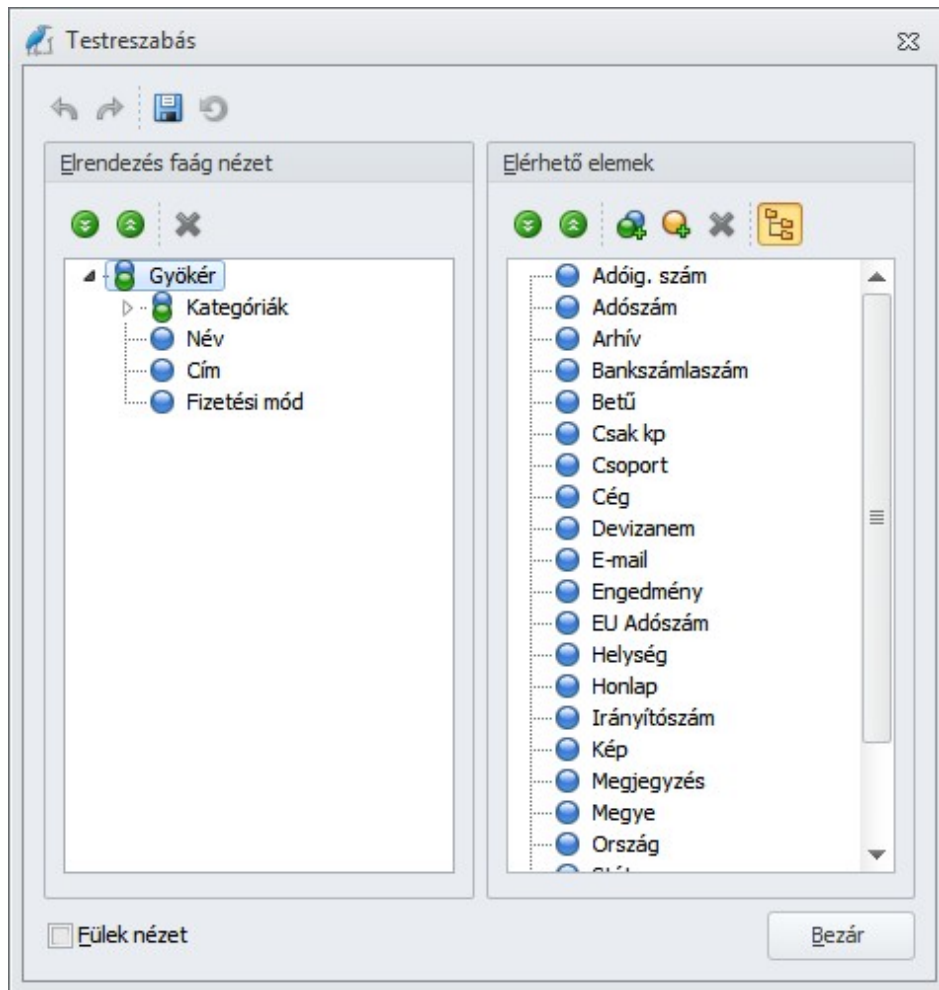 Testreszabás
Elrendezés faág nézet
Gyökér
Kategóriák
Név
Cím
Fizetési mód
Elérhető elemek
Adóig. szám
Adószám
Arhív
Bankszámlaszám
Betű
Csak kp
Csoport
Cég
Devizanem
E-mail
Engedmény
EU Adószám
Helység
Honlap
Irányítószám
Kép
Megjegyzés
Megye
Ország
Fülek nézet
Bezár